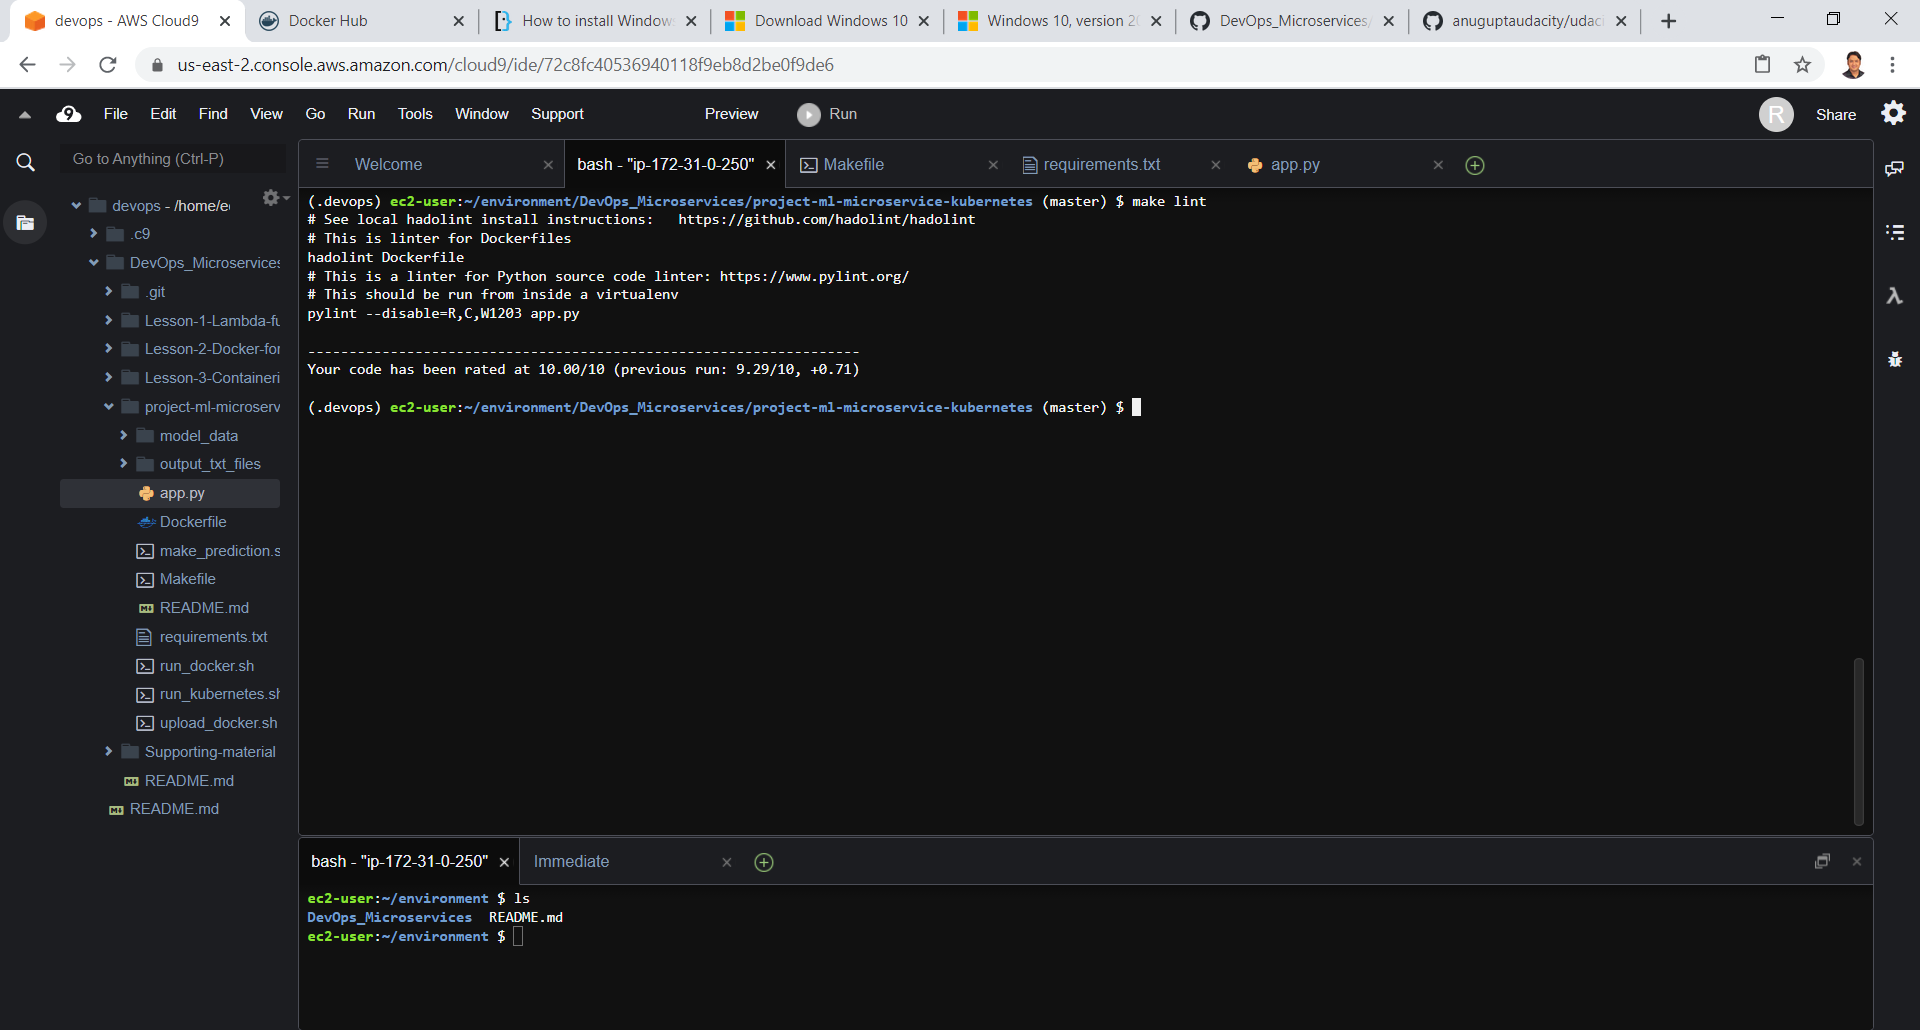 devops - AWS Cloud9
Docker Hub
How to install Window
Download Windows 10
Windows 10, version 20
DevOps_Microservices/
anuguptaudacity/udaci
us-east-2.console.aws.amazon.com/cloud9/ide/72c8fc40536940118f9eb8d2be0f9de6
9 File Edit Find View Go Run Tools Window Support Preview Run R Share
Go to Anything (Ctrl-P)
Welcome
bash - "ip-172-31-0-250"
Makefile
requirements.txt
app.py
devops - /home/e
.c9
DevOps_Microservices
.git
Lesson-1-Lambda-fu
Lesson-2-Docker-for
Lesson-3-Containeri
project-ml-microserv
model_data
output_txt_files
app.py
Dockerfile
make_prediction.s
Makefile
README.md
requirements.txt
run_docker.sh
run_kubernetes.sh
upload_docker.sh
Supporting-material
README.md
README.md
(.devops) ec2-user:~/environment/DevOps_Microservices/project-ml-microservice-kubernetes (master) $ make lint
# See local hadolint install instructions:   https://github.com/hadolint/hadolint
# This is linter for Dockerfiles
hadolint Dockerfile
# This is a linter for Python source code linter: https://www.pylint.org/
# This should be run from inside a virtualenv
pylint --disable=R,C,W1203 app.py
-------------------------------------------------------------------
Your code has been rated at 10.00/10 (previous run: 9.29/10, +0.71)
(.devops) ec2-user:~/environment/DevOps_Microservices/project-ml-microservice-kubernetes (master) $
bash - "ip-172-31-0-250"
Immediate
ec2-user:~/environment $ ls
DevOps_Microservices  README.md
ec2-user:~/environment $